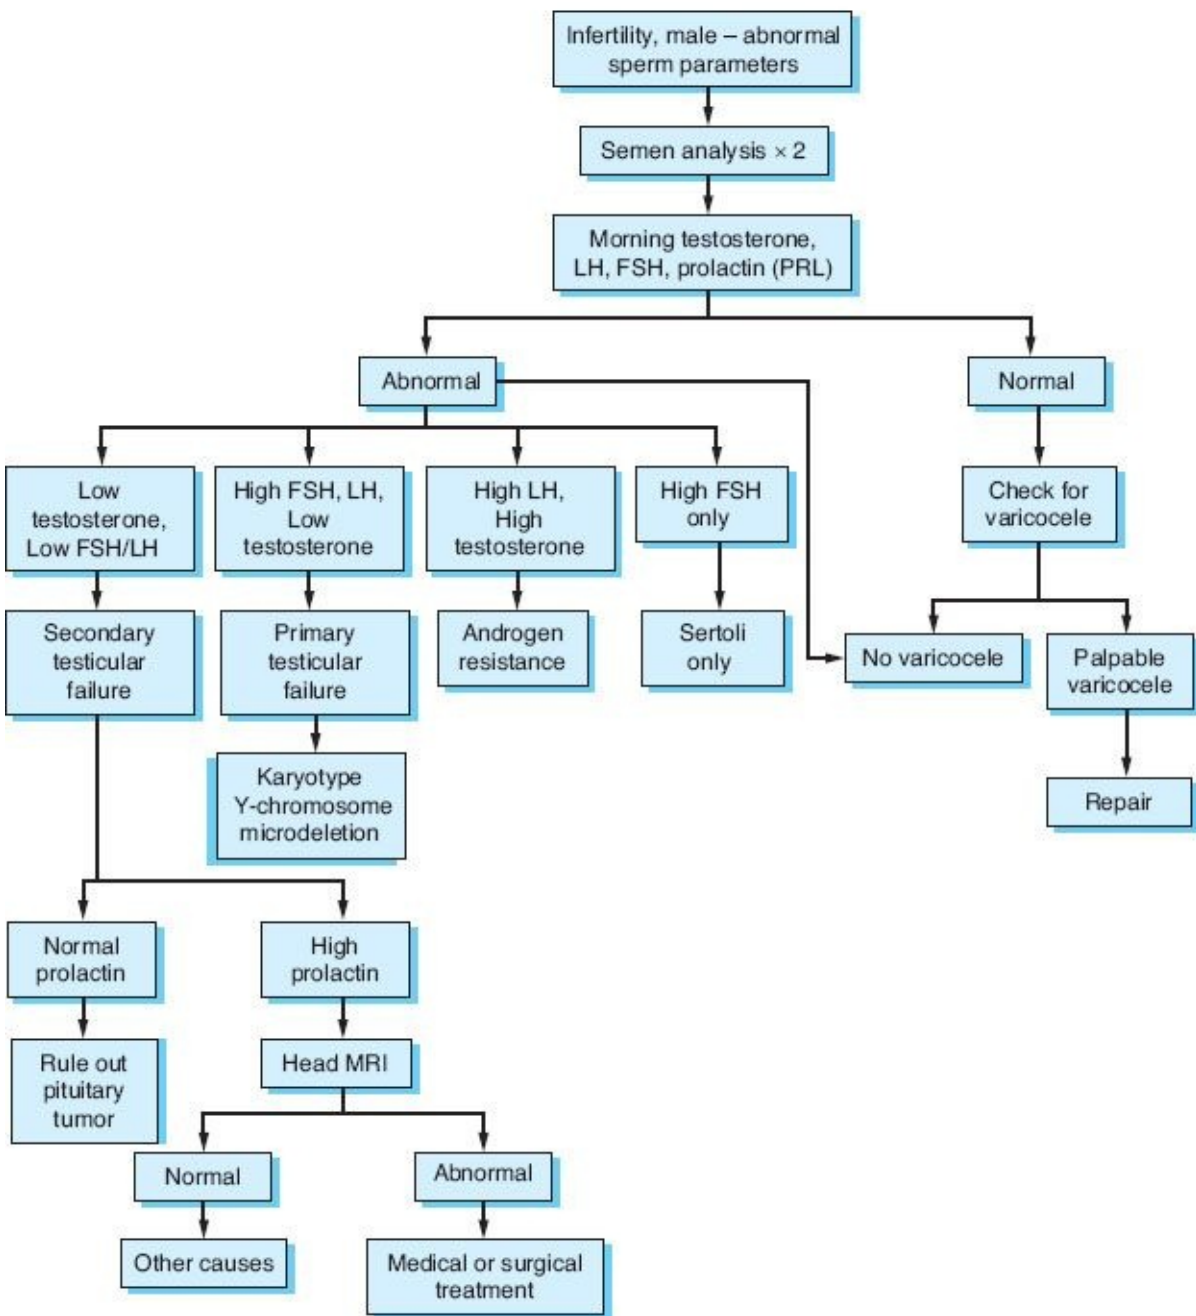 Infertility, male – abnormal
sperm parameters
Semen analysis × 2
Morning testosterone,
LH, FSH, prolactin (PRL)
Abnormal
Normal
Low
testosterone,
Low FSH/LH
High FSH, LH,
Low
testosterone
High LH,
High
testosterone
High FSH
only
Check for
varicocele
Secondary
testicular
failure
Primary
testicular
failure
Androgen
resistance
Sertoli
only
No varicocele
Palpable
varicocele
Karyotype
Y-chromosome
microdeletion
Repair
Normal
prolactin
High
prolactin
Rule out
pituitary
tumor
Head MRI
Normal
Abnormal
Other causes
Medical or surgical
treatment